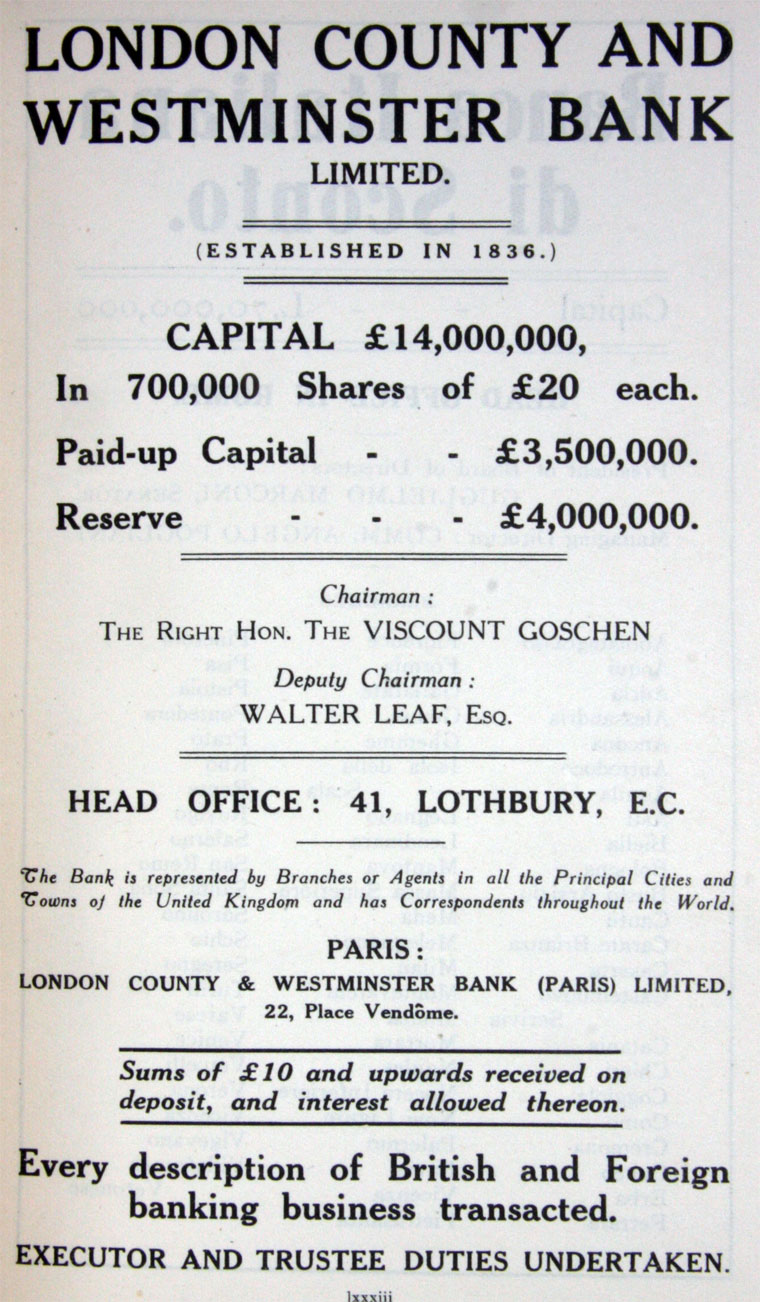 LONDON COUNTY AND
WESTMINSTER BANK
LIMITED.
(ESTABLISHED IN 1836.)
CAPITAL £14,000,000,
In 700,000 Shares of £20 each.
Paid-up Capital - - £3,500,000.
Reserve - - - £4,000,000.
Chairman :
THE RIGHT HON. THE VISCOUNT GOSCHEN
Deputy Chairman :
WALTER LEAF, ESQ.
HEAD OFFICE : 41, LOTHBURY, E.C.
The Bank is represented by Branches or Agents in all the Principal Cities and
Towns of the United Kingdom and has Correspondents throughout the World.
PARIS :
LONDON COUNTY & WESTMINSTER BANK (PARIS) LIMITED,
22, Place Vendôme.
Sums of £10 and upwards received on
deposit, and interest allowed thereon.
Every description of British and Foreign
banking business transacted.
EXECUTOR AND TRUSTEE DUTIES UNDERTAKEN.
lxxxiii